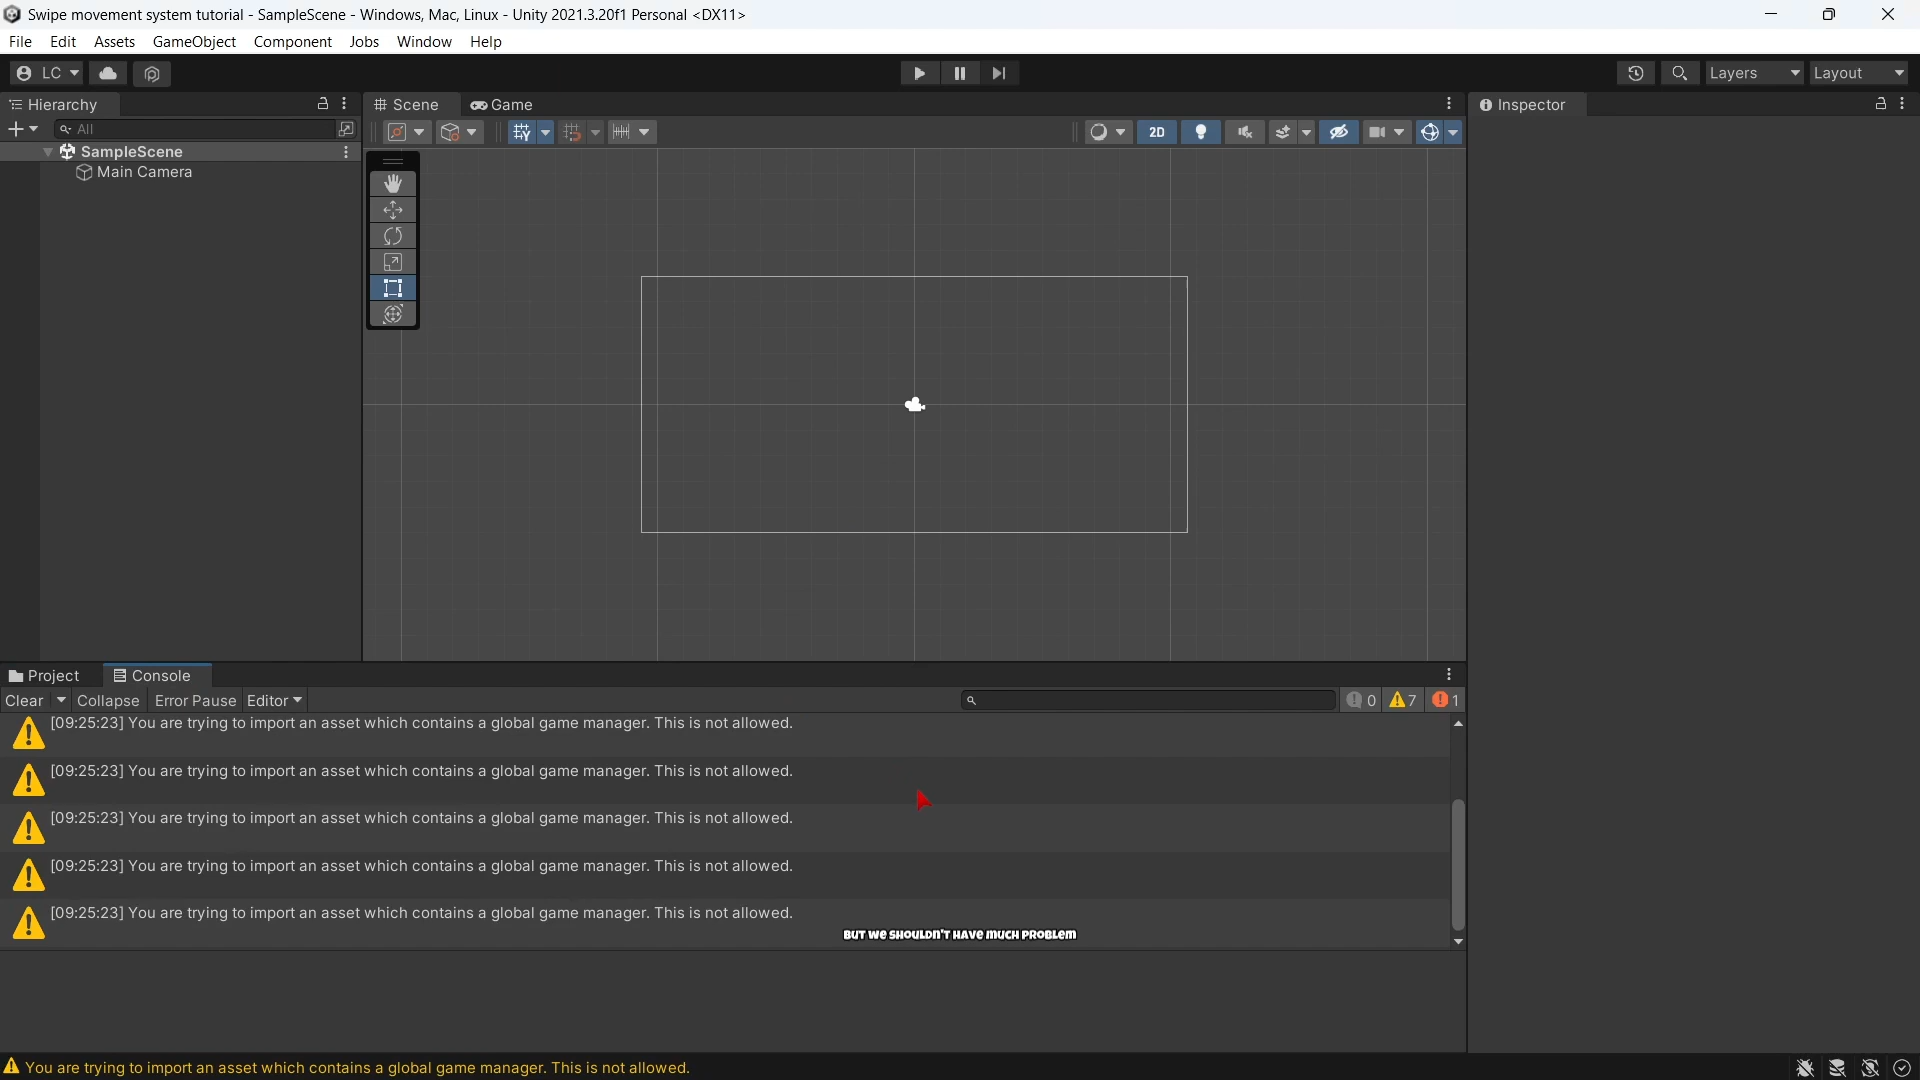 Swipe movement system tutorial - SampleScene - Windows, Mac, Linux - Unity 2021.3.20f1 Personal <DX11>
File Edit Assets GameObject Component Jobs Window Help
LC Layers Layout
Hierarchy Scene Game Inspector
All 2D
SampleScene
Main Camera
Project Console
Clear Collapse Error Pause Editor 0 7 1
[09:25:23] You are trying to import an asset which contains a global game manager. This is not allowed.
[09:25:23] You are trying to import an asset which contains a global game manager. This is not allowed.
[09:25:23] You are trying to import an asset which contains a global game manager. This is not allowed.
[09:25:23] You are trying to import an asset which contains a global game manager. This is not allowed.
[09:25:23] You are trying to import an asset which contains a global game manager. This is not allowed.
BUT WE SHOULDN'T HAVE MUCH PROBLEM
You are trying to import an asset which contains a global game manager. This is not allowed.